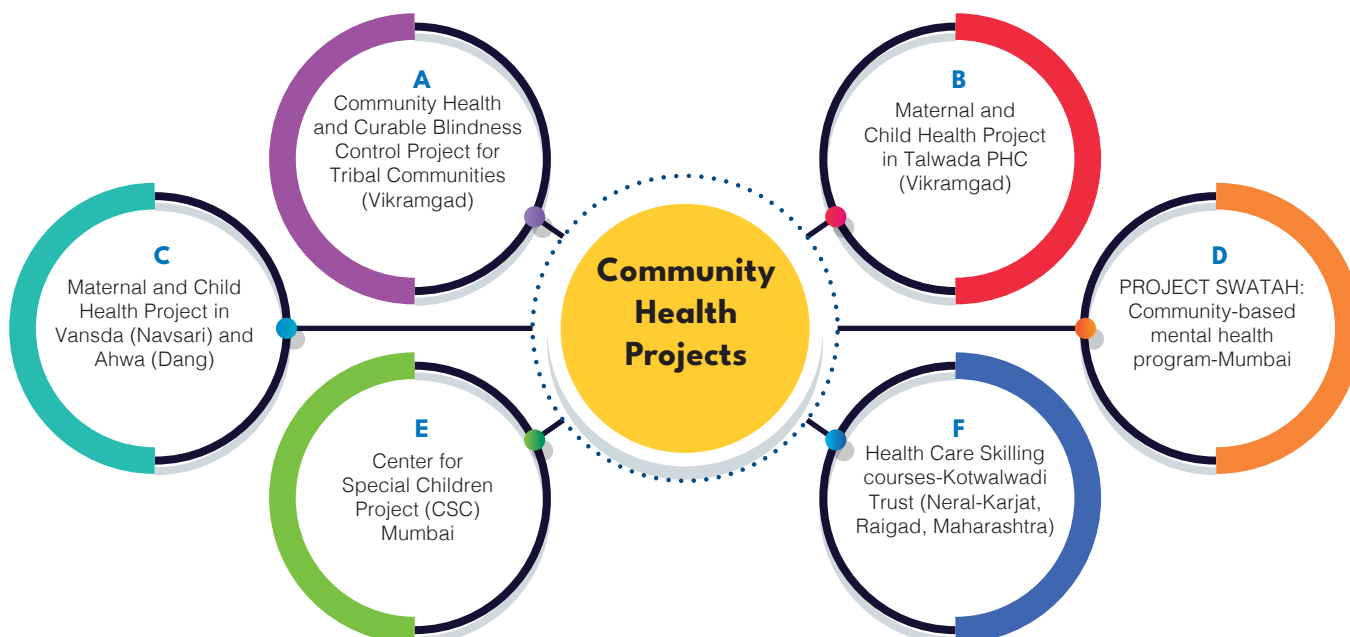 A
Community Health
and Curable Blindness
Control Project for
Tribal Communities
(Vikramgad)
B
Maternal and
Child Health Project
in Talwada PHC
(Vikramgad)
C
Maternal and Child
Health Project in
Vansda (Navsari) and
Ahwa (Dang)
Community
Health
Projects
D
PROJECT SWATAH:
Community-based
mental health
program-Mumbai
E
Center for
Special Children
Project (CSC)
Mumbai
F
Health Care Skilling
courses-Kotwalwadi
Trust (Neral-Karjat,
Raigad, Maharashtra)